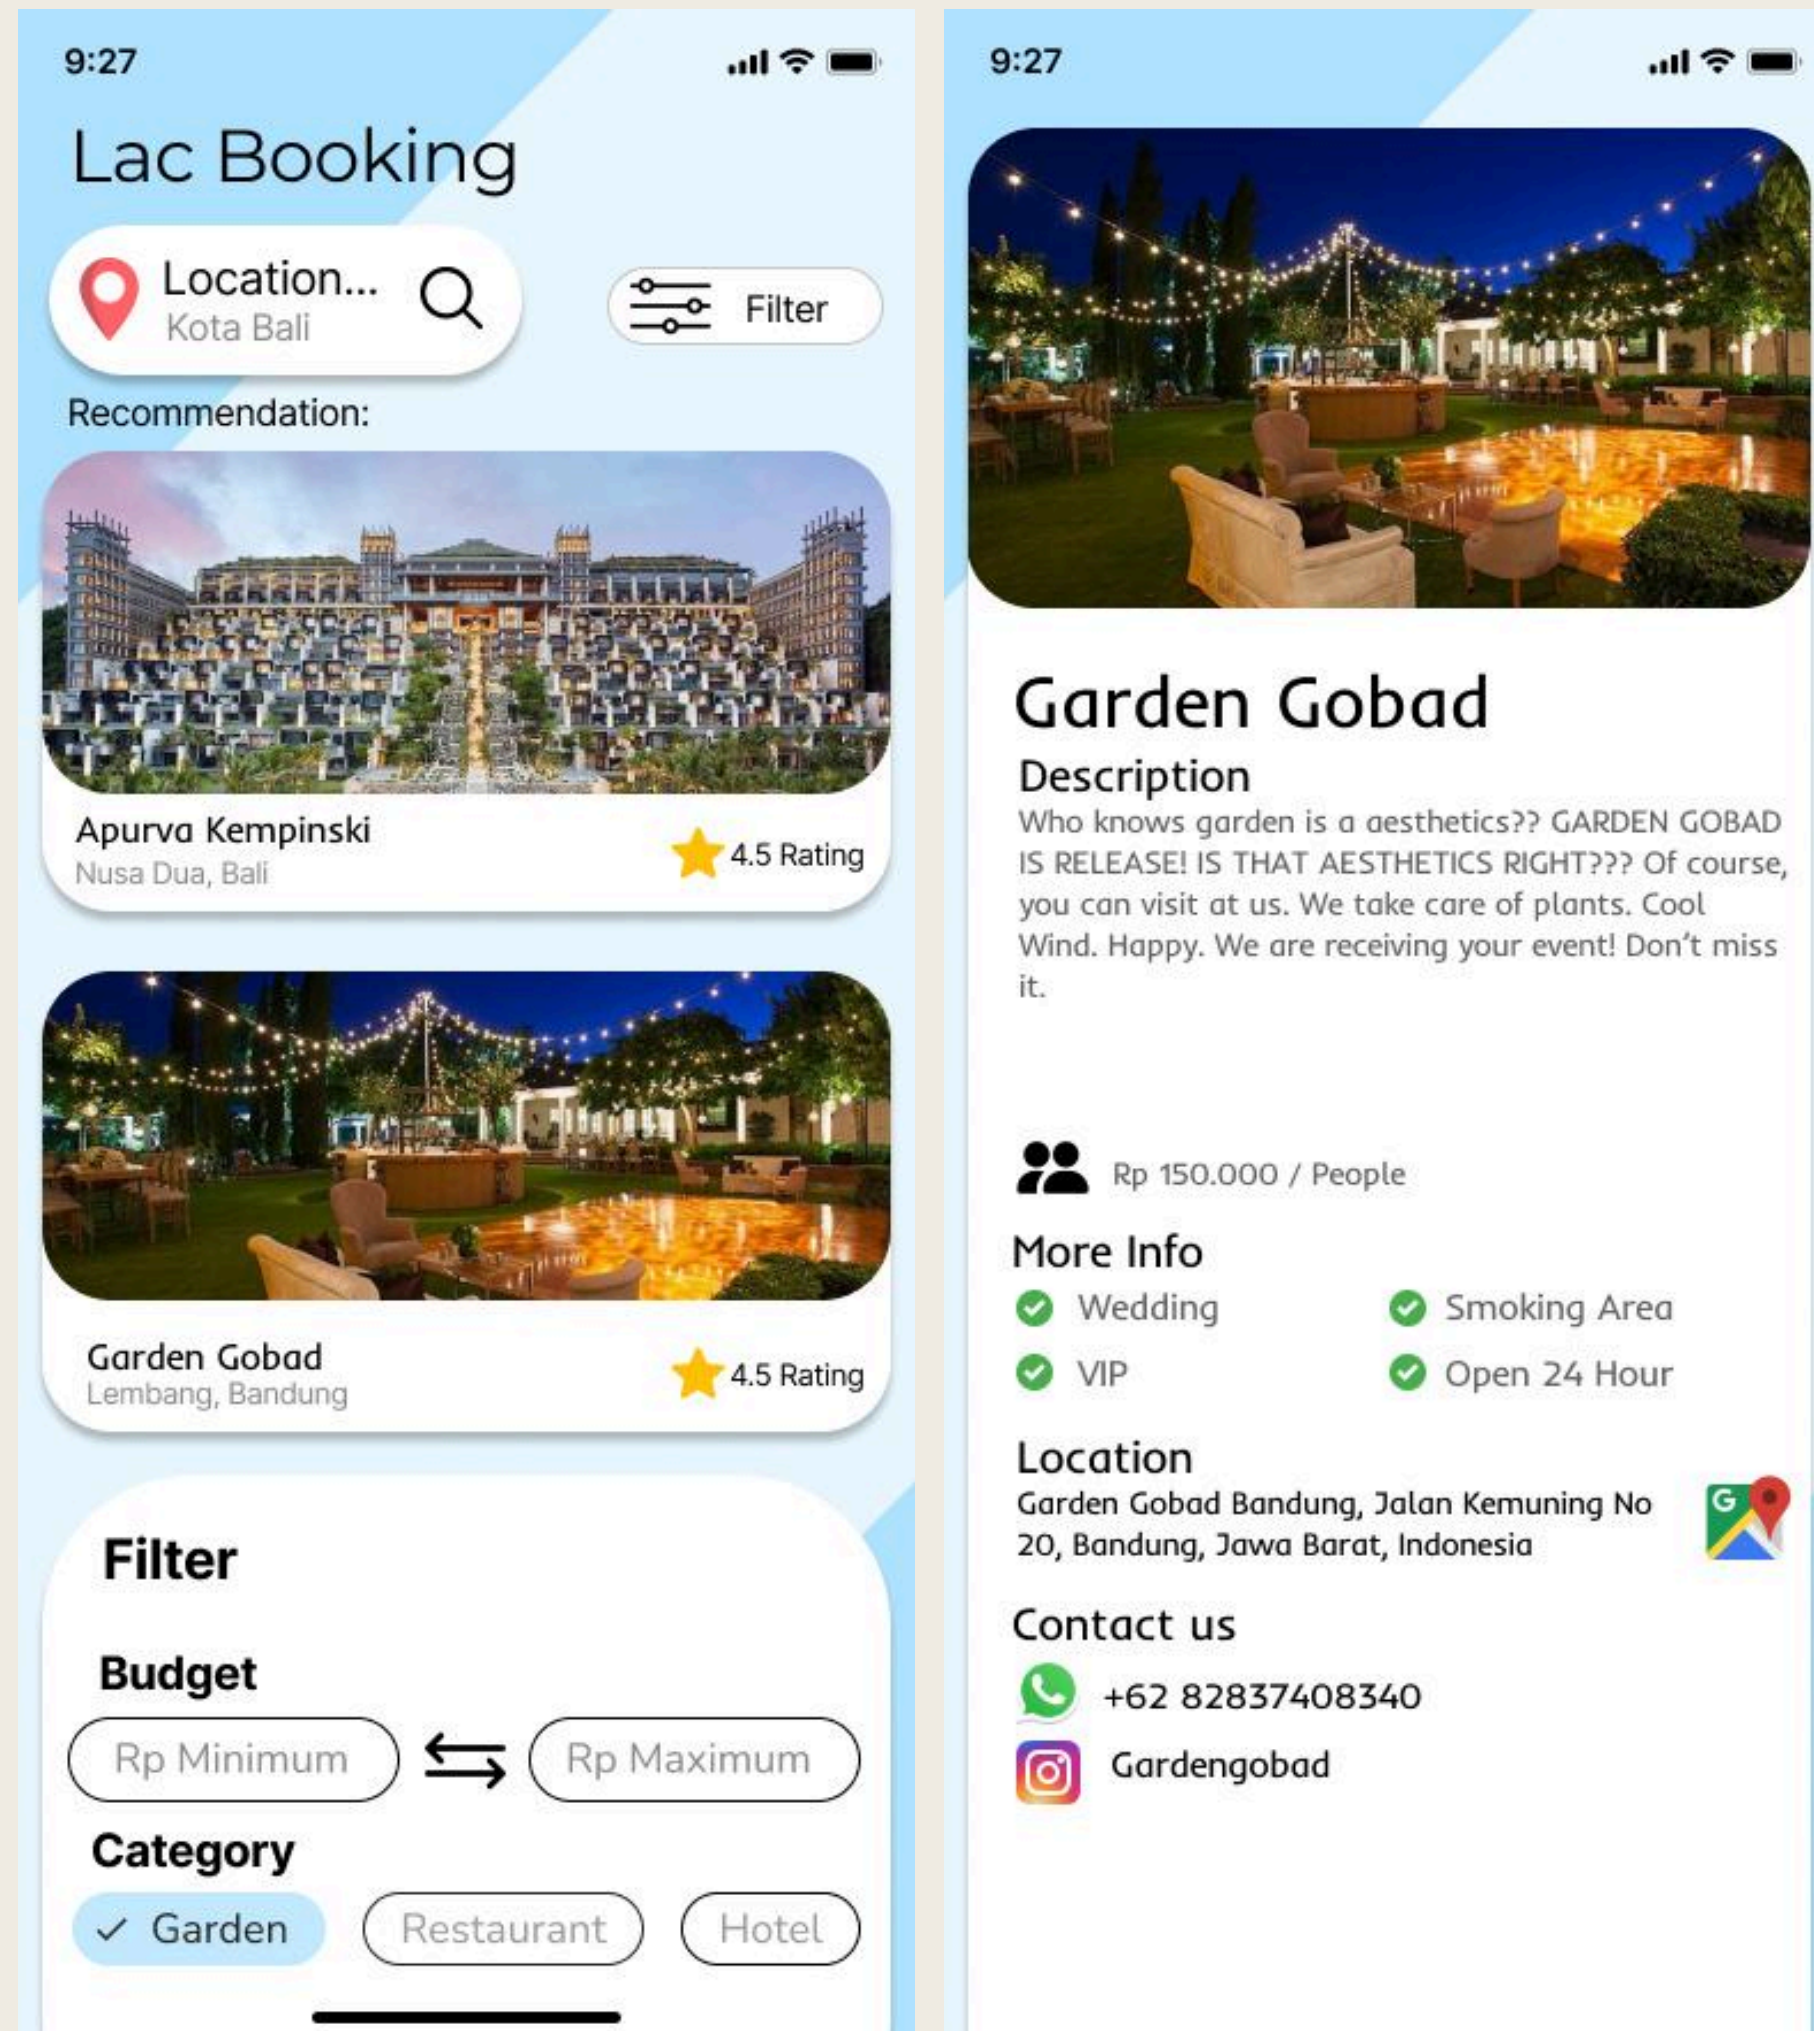 9:27
Lac Booking
Location...
Kota Bali
Filter
Recommendation:
Apurva Kempinski
Nusa Dua, Bali
4.5 Rating
Garden Gobad
Lembang, Bandung
4.5 Rating
Filter
Budget
Rp Minimum
Rp Maximum
Category
Garden
Restaurant
Hotel
9:27
Garden Gobad
Description
Who knows garden is a aesthetics?? GARDEN GOBAD
IS RELEASE! IS THAT AESTHETICS RIGHT??? Of course,
you can visit at us. We take care of plants. Cool
Wind. Happy. We are receiving your event! Don't miss
it.
Rp 150.000 / People
More Info
Wedding
Smoking Area
VIP
Open 24 Hour
Location
Garden Gobad Bandung, Jalan Kemuning No
20, Bandung, Jawa Barat, Indonesia
G
Contact us
+62 82837408340
Gardengobad